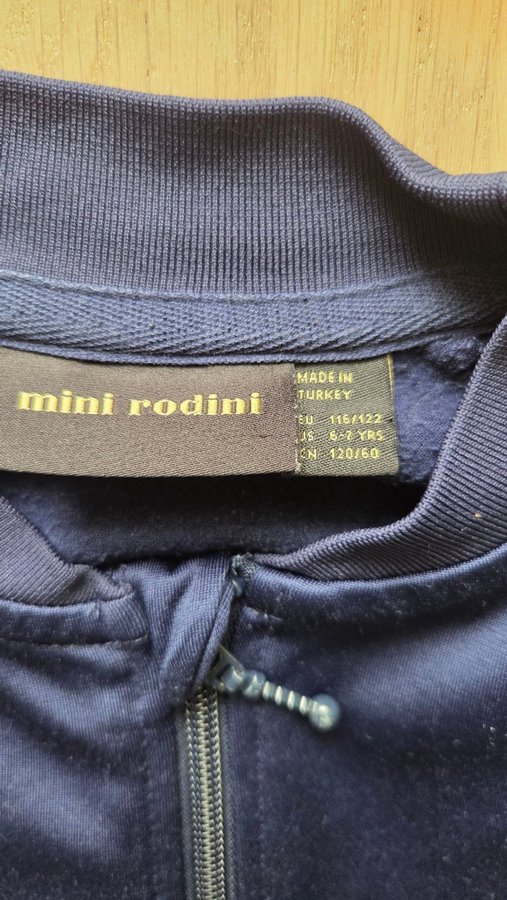 mini rodini
MADE IN
TURKEY
EU 116/122
US 6-7 YRS
CN 120/60